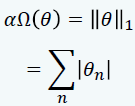 αΩ(θ) = ‖θ‖₁
= ∑ₙ |θₙ|